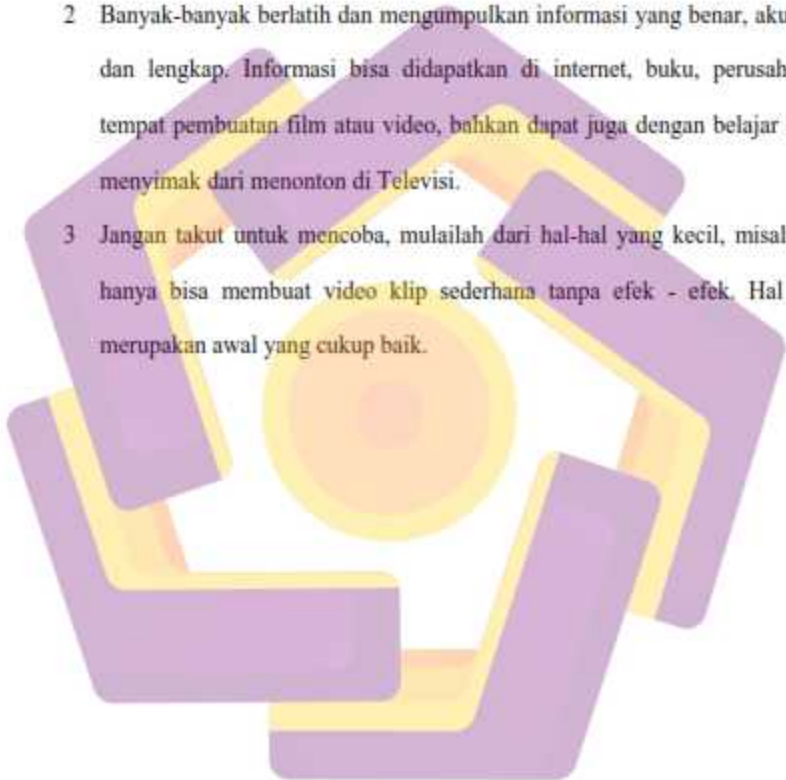 2 Banyak-banyak berlatih dan mengumpulkan informasi yang benar, aku
dan lengkap. Informasi bisa didapatkan di internet, buku, perusah
tempat pembuatan film atau video, bahkan dapat juga dengan belajar
menyimak dari menonton di Televisi.
3 Jangan takut untuk mencoba, mulailah dari hal-hal yang kecil, misal
hanya bisa membuat video klip sederhana tanpa efek - efek. Hal
merupakan awal yang cukup baik.